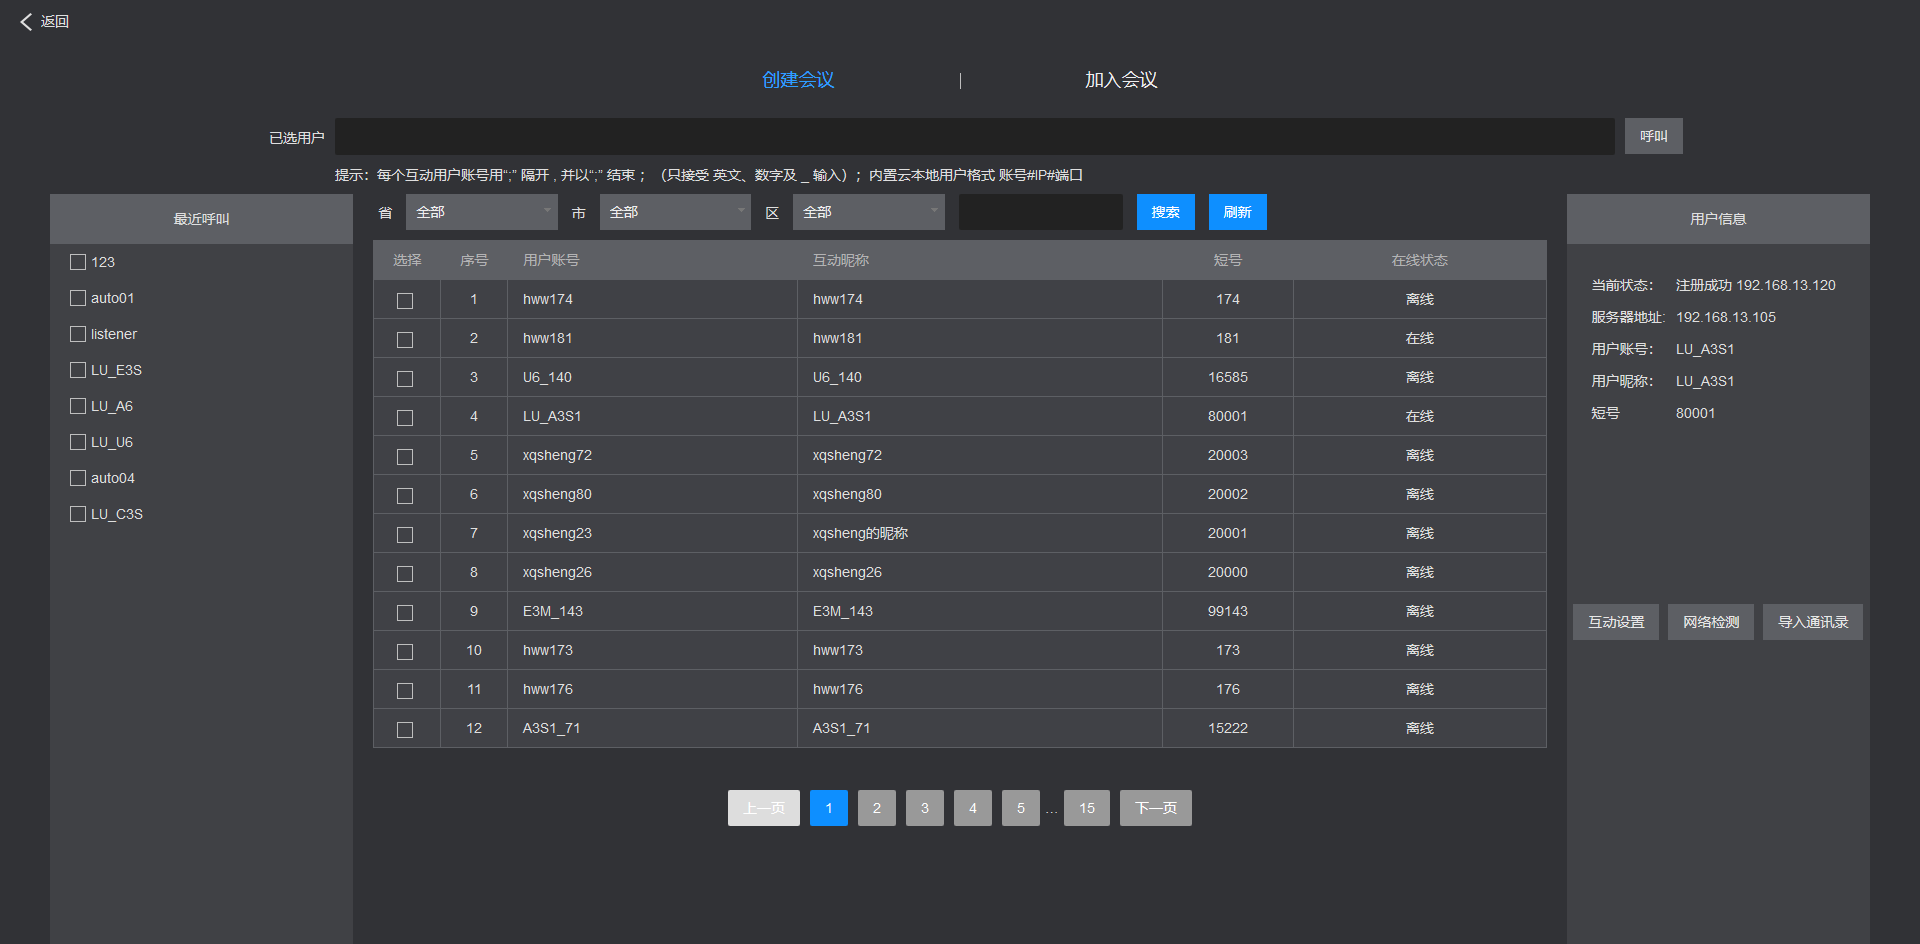 返回
创建会议 | 加入会议
已选用户 呼叫
提示：每个互动用户账号用“;” 隔开 , 并以“;” 结束 ；（只接受 英文、数字及 _ 输入）；内置云本地用户格式 账号#IP#端口
最近呼叫
123
auto01
listener
LU_E3S
LU_A6
LU_U6
auto04
LU_C3S
省 全部 市 全部 区 全部 搜索 刷新
选择 序号 用户账号 互动昵称 短号 在线状态
1 hww174 hww174 174 离线
2 hww181 hww181 181 在线
3 U6_140 U6_140 16585 离线
4 LU_A3S1 LU_A3S1 80001 在线
5 xqsheng72 xqsheng72 20003 离线
6 xqsheng80 xqsheng80 20002 离线
7 xqsheng23 xqsheng的昵称 20001 离线
8 xqsheng26 xqsheng26 20000 离线
9 E3M_143 E3M_143 99143 离线
10 hww173 hww173 173 离线
11 hww176 hww176 176 离线
12 A3S1_71 A3S1_71 15222 离线
上一页 1 2 3 4 5 ... 15 下一页
用户信息
当前状态： 注册成功 192.168.13.120
服务器地址: 192.168.13.105
用户账号： LU_A3S1
用户昵称： LU_A3S1
短号 80001
互动设置 网络检测 导入通讯录